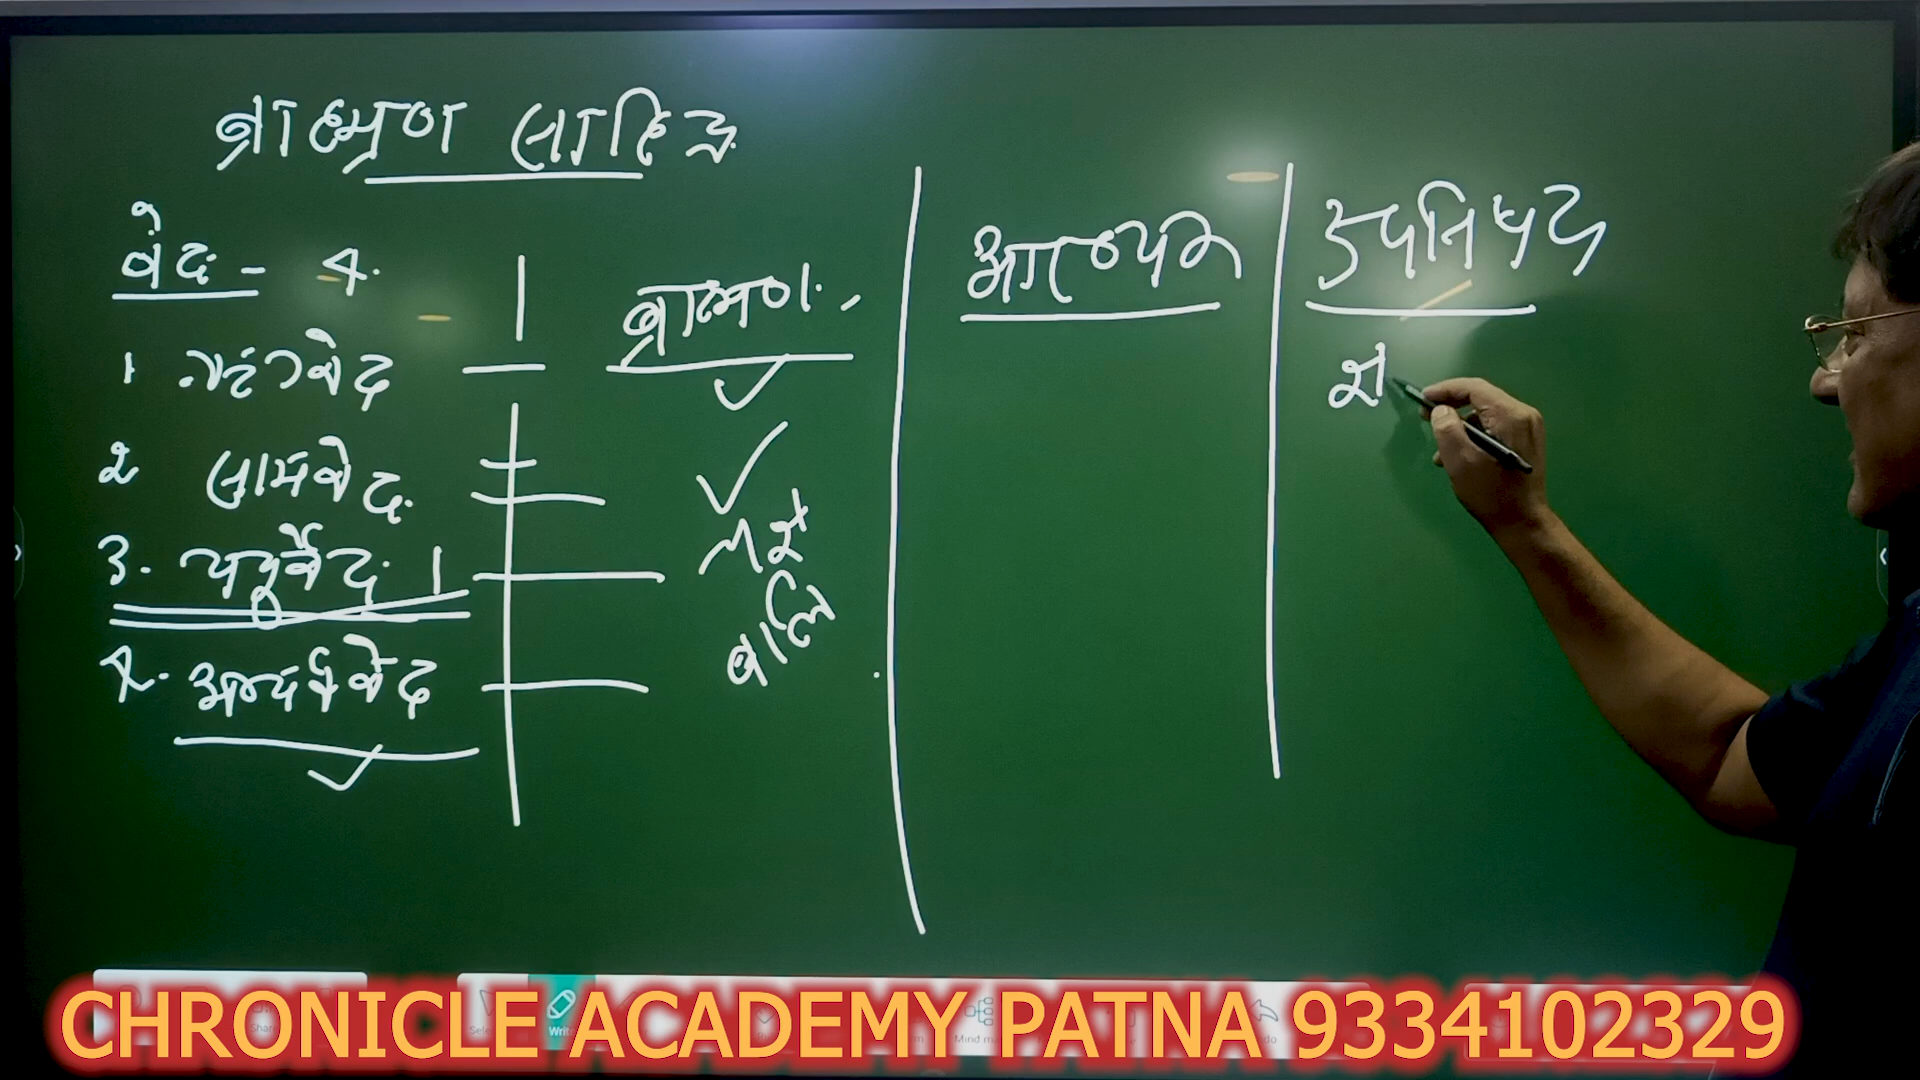 ब्राह्मण साहित्य
वेद - 4.
ब्राह्मण
आरण्यक
उपनिषद
1 ऋग्वेद
2 सामवेद
3. यजुर्वेद
4. अथर्ववेद
CHRONICLE ACADEMY PATNA 9334102329